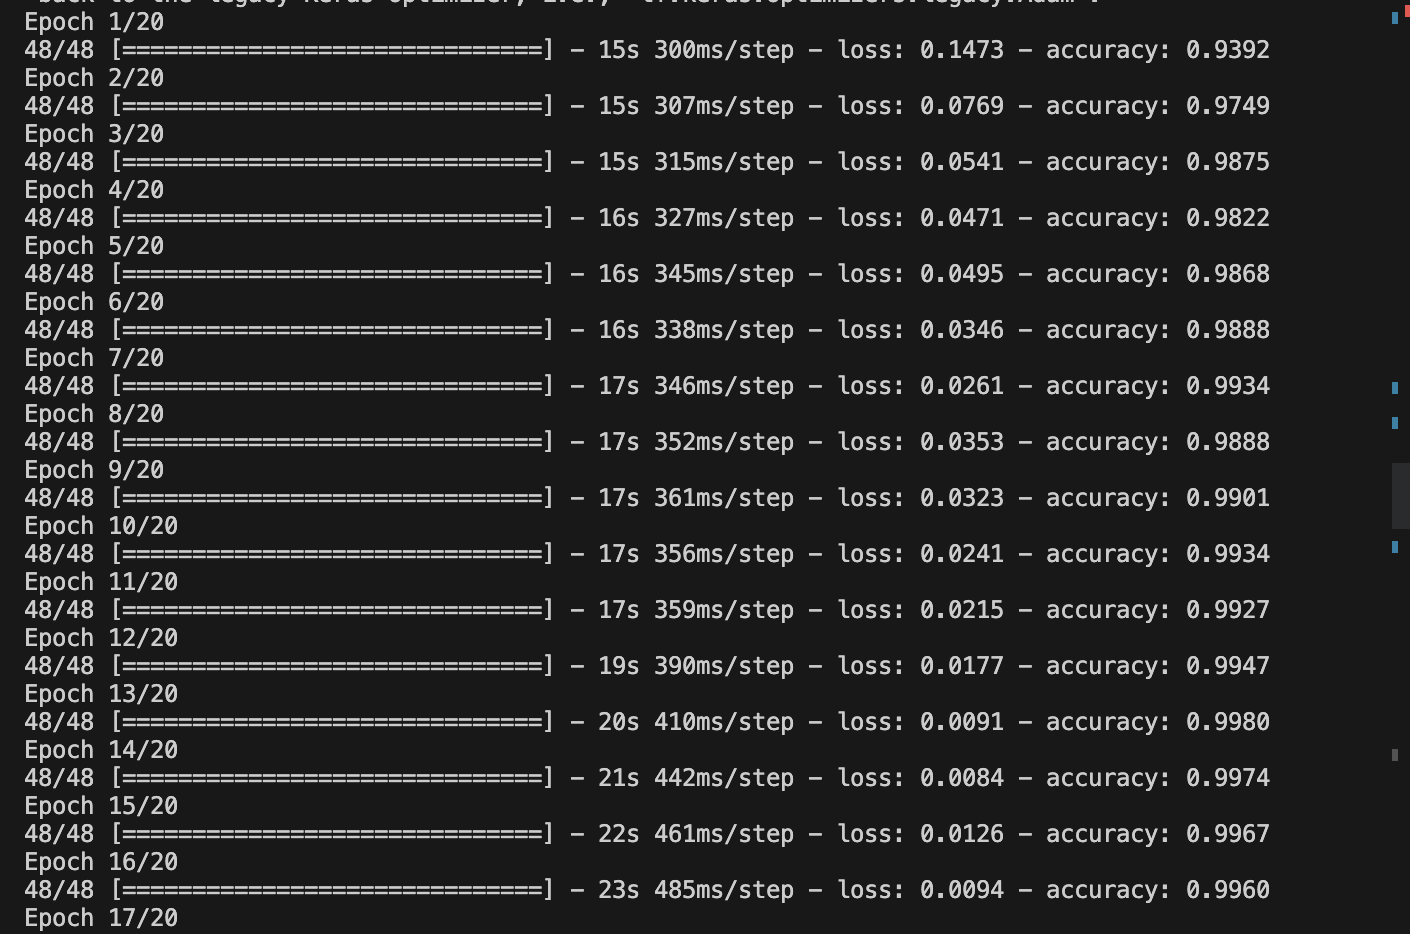 back to the legacy Keras optimizer, i.e.,
Epoch 1/20
48/48 [==============================] - 15s 300ms/step - loss: 0.1473 - accuracy: 0.9392
Epoch 2/20
48/48 [==============================] - 15s 307ms/step - loss: 0.0769 - accuracy: 0.9749
Epoch 3/20
48/48 [==============================] - 15s 315ms/step - loss: 0.0541 - accuracy: 0.9875
Epoch 4/20
48/48 [==============================] - 16s 327ms/step - loss: 0.0471 - accuracy: 0.9822
Epoch 5/20
48/48 [==============================] - 16s 345ms/step - loss: 0.0495 - accuracy: 0.9868
Epoch 6/20
48/48 [==============================] - 16s 338ms/step - loss: 0.0346 - accuracy: 0.9888
Epoch 7/20
48/48 [==============================] - 17s 346ms/step - loss: 0.0261 - accuracy: 0.9934
Epoch 8/20
48/48 [==============================] - 17s 352ms/step - loss: 0.0353 - accuracy: 0.9888
Epoch 9/20
48/48 [==============================] - 17s 361ms/step - loss: 0.0323 - accuracy: 0.9901
Epoch 10/20
48/48 [==============================] - 17s 356ms/step - loss: 0.0241 - accuracy: 0.9934
Epoch 11/20
48/48 [==============================] - 17s 359ms/step - loss: 0.0215 - accuracy: 0.9927
Epoch 12/20
48/48 [==============================] - 19s 390ms/step - loss: 0.0177 - accuracy: 0.9947
Epoch 13/20
48/48 [==============================] - 20s 410ms/step - loss: 0.0091 - accuracy: 0.9980
Epoch 14/20
48/48 [==============================] - 21s 442ms/step - loss: 0.0084 - accuracy: 0.9974
Epoch 15/20
48/48 [==============================] - 22s 461ms/step - loss: 0.0126 - accuracy: 0.9967
Epoch 16/20
48/48 [==============================] - 23s 485ms/step - loss: 0.0094 - accuracy: 0.9960
Epoch 17/20